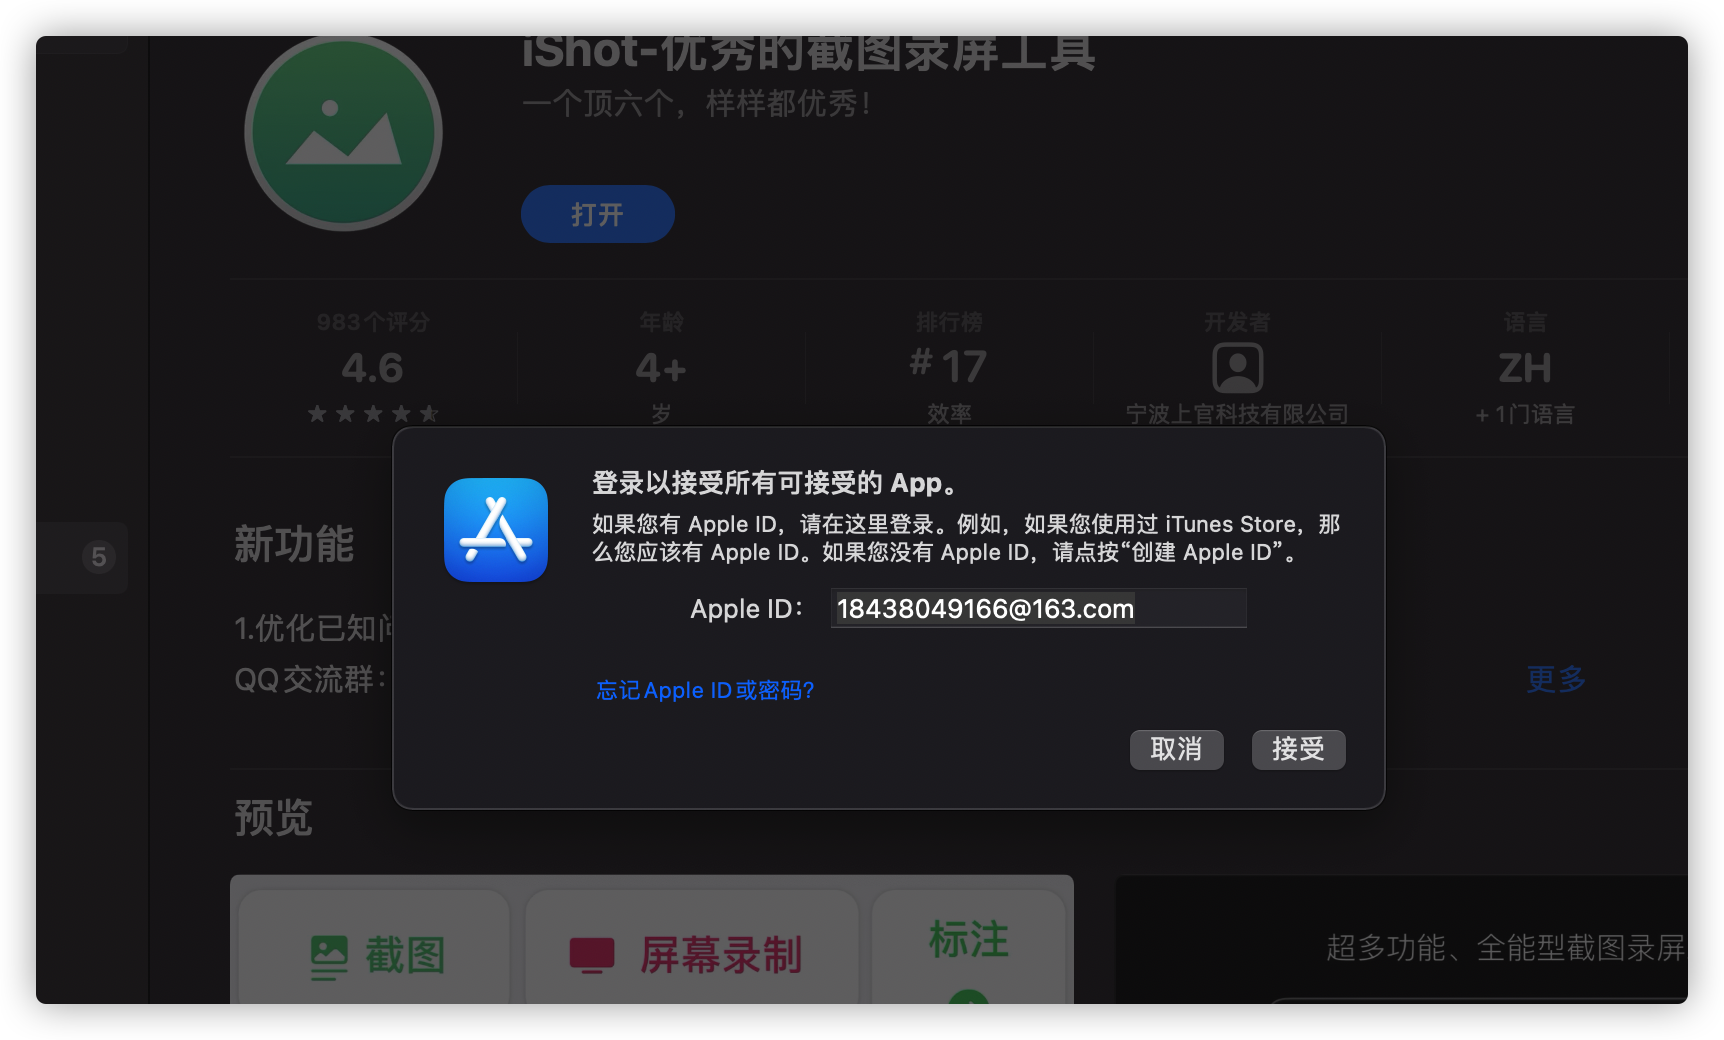 iShot-优秀的截图录屏工具
一个顶六个，样样都优秀！
打开
983个评分
4.6
年龄
4+
岁
排行榜
#17
效率
开发者
宁波上官科技有限公司
语言
ZH
+ 1门语言
登录以接受所有可接受的 App。
如果您有 Apple ID，请在这里登录。例如，如果您使用过 iTunes Store，那
么您应该有 Apple ID。如果您没有 Apple ID，请点按“创建 Apple ID”。
Apple ID：
18438049166@163.com
忘记 Apple ID 或密码?
取消
接受
5
新功能
1.优化已知问
QQ交流群：
更多
预览
截图
屏幕录制
标注
超多功能、全能型截图录屏